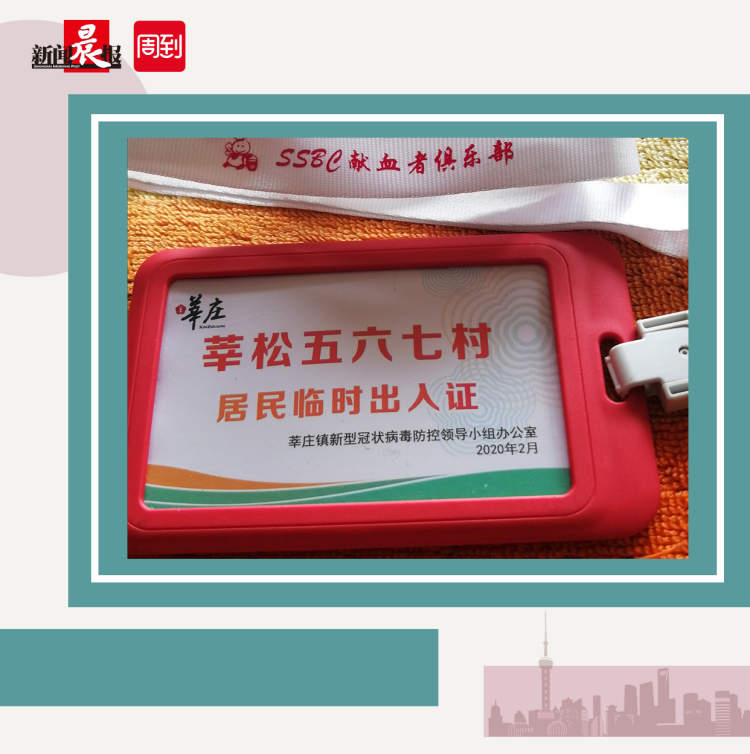 新闻晨报
周到
SSBC献血者俱乐部
莘庄
莘松五六七村
居民临时出入证
莘庄镇新型冠状病毒防控领导小组办公室
2020年2月